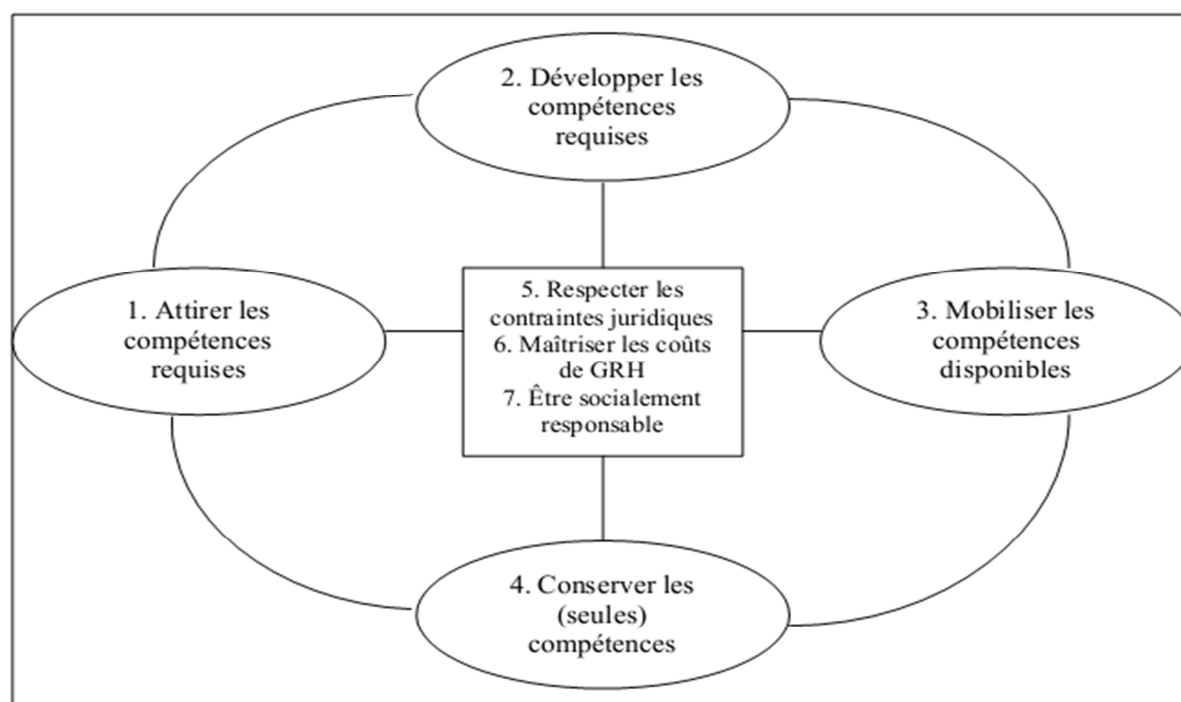 2. Développer les
compétences
requises
1. Attirer les
compétences
requises
5. Respecter les
contraintes juridiques
6. Maîtriser les coûts
de GRH
7. Être socialement
responsable
3. Mobiliser les
compétences
disponibles
4. Conserver les
(seules)
compétences